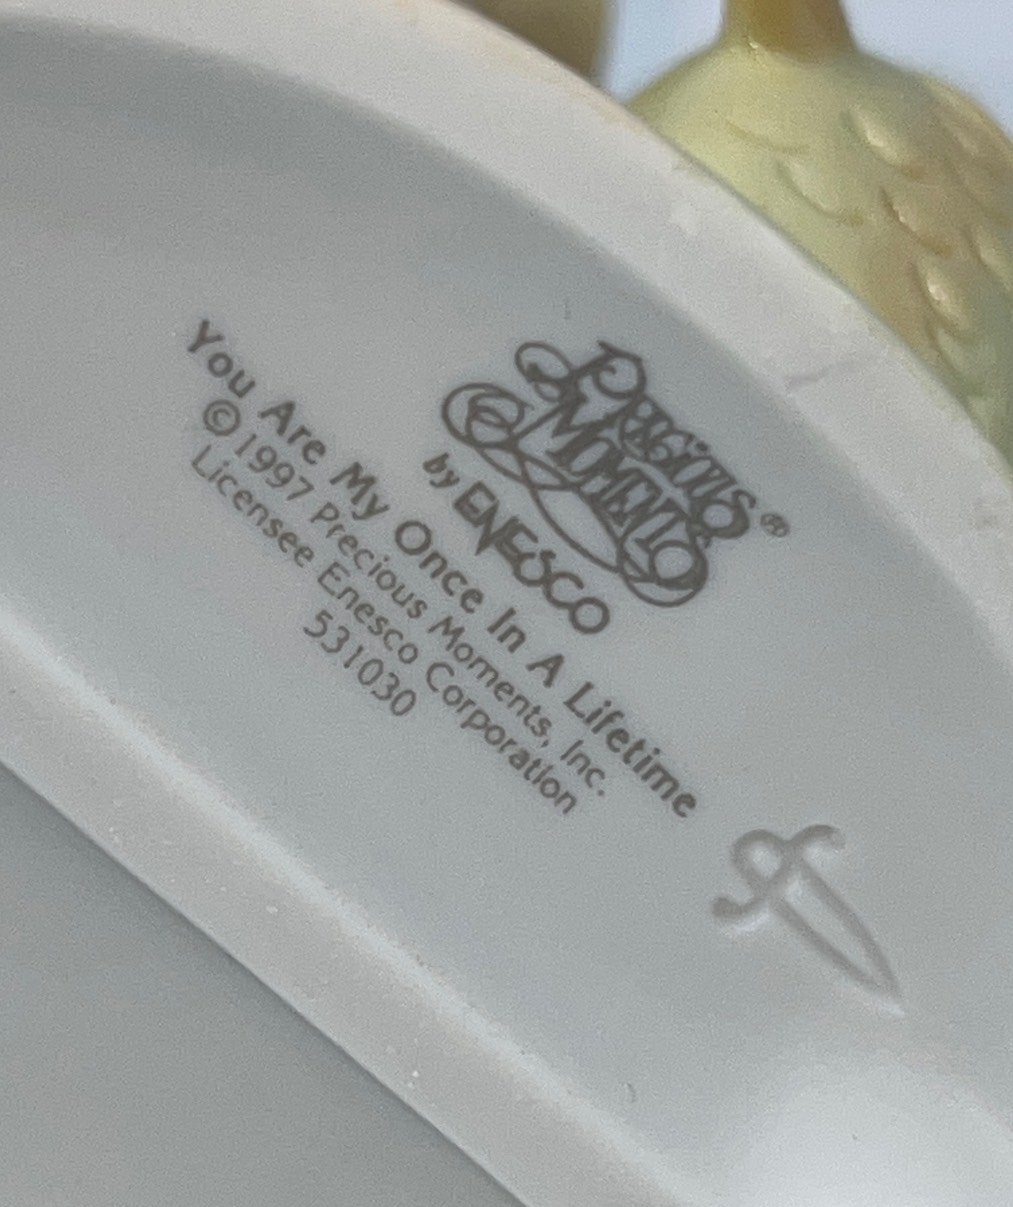 Precious
Moments®
by ENESCO
You Are My Once In A Lifetime
©1997 Precious Moments, Inc.
Licensee Enesco Corporation
531030